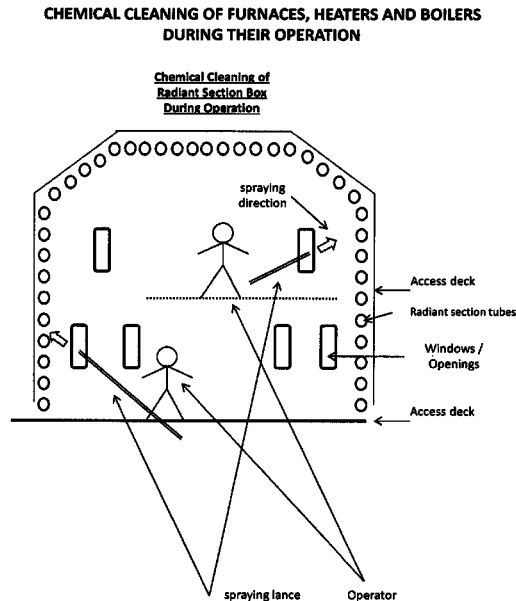 CHEMICAL CLEANING OF FURNACES, HEATERS AND BOILERS
DURING THEIR OPERATION
Chemical Cleaning of
Radiant Section Box
During Operation
spraying
direction
Access deck
Radiant section tubes
Windows /
Openings
Access deck
spraying lance
Operator